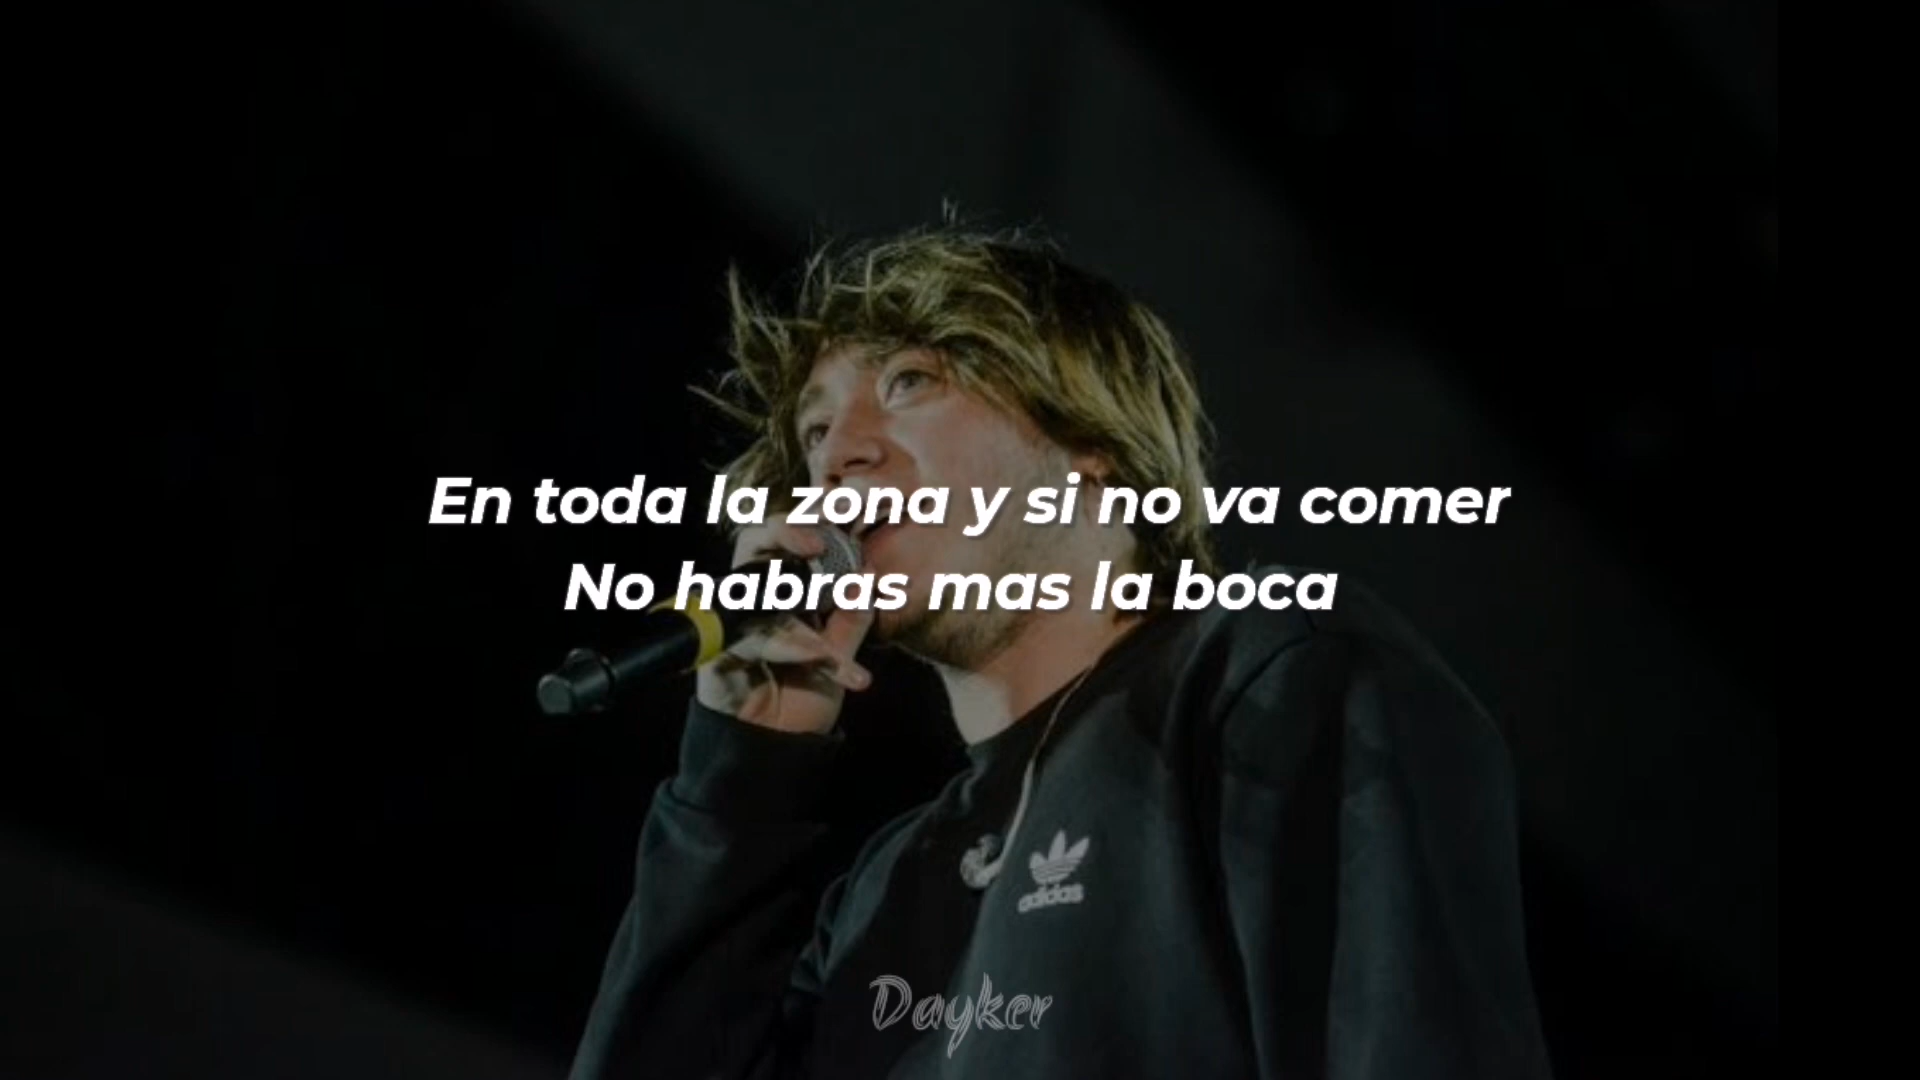 En toda la zona y si no va comer
No habras mas la boca
adidas
Dayker